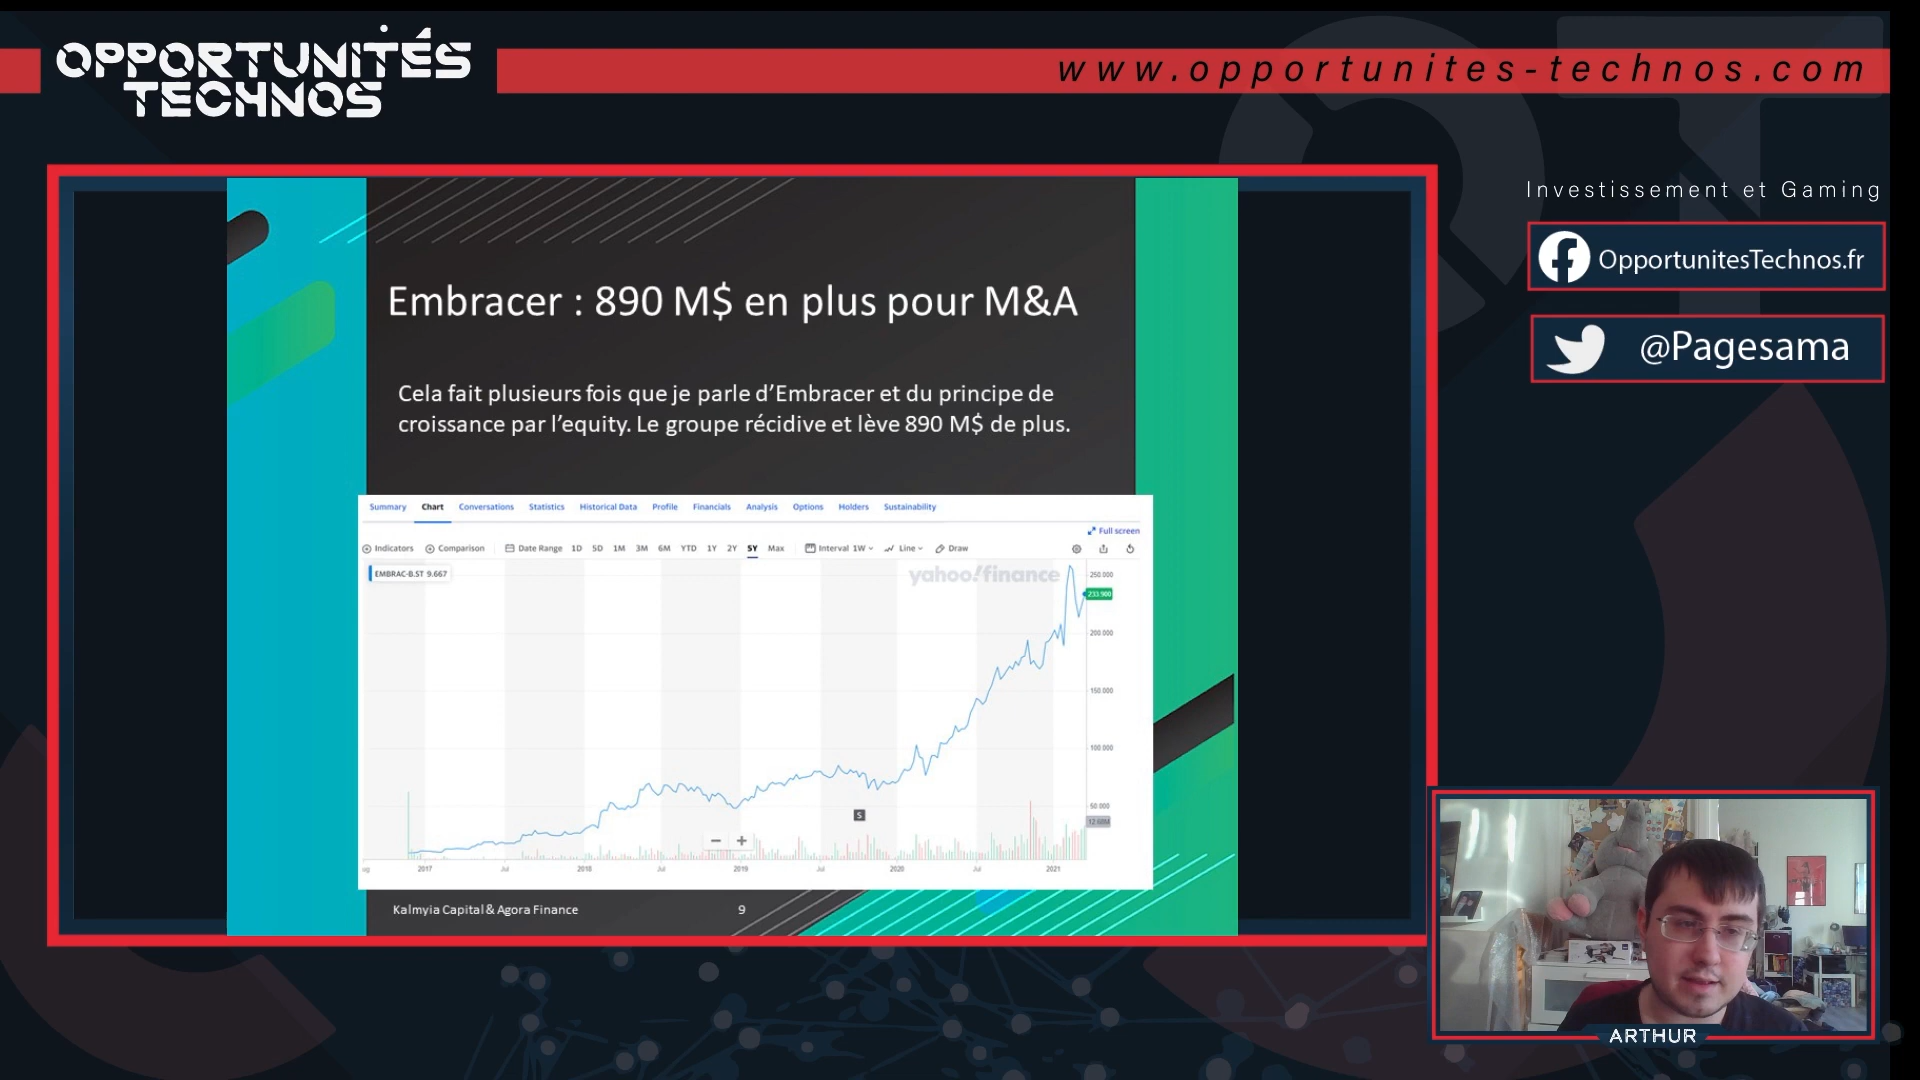 OPPORTUNITÉS
TECHNOS
www.opportunites-technos.com
Investissement et Gaming
OpportunitesTechnos.fr
@Pagesama
Embracer : 890 M$ en plus pour M&A
Cela fait plusieurs fois que je parle d’Embracer et du principe de
croissance par l’equity. Le groupe récidive et lève 890 M$ de plus.
Summary Chart Conversations Statistics Historical Data Profile Financials Analysis Options Holders Sustainability
Full screen
Indicators Comparison Date Range 1D 5D 1M 3M 6M YTD 1Y 2Y 5Y Max Interval 1W Line Draw
EMBRAC-B.ST 9.667
yahoo!finance
250.000
233.900
200.000
150.000
100.000
50.000
12.68M
S
2017 Jul 2018 Jul 2019 Jul 2020 Jul 2021
Kalmyia Capital & Agora Finance 9
ARTHUR